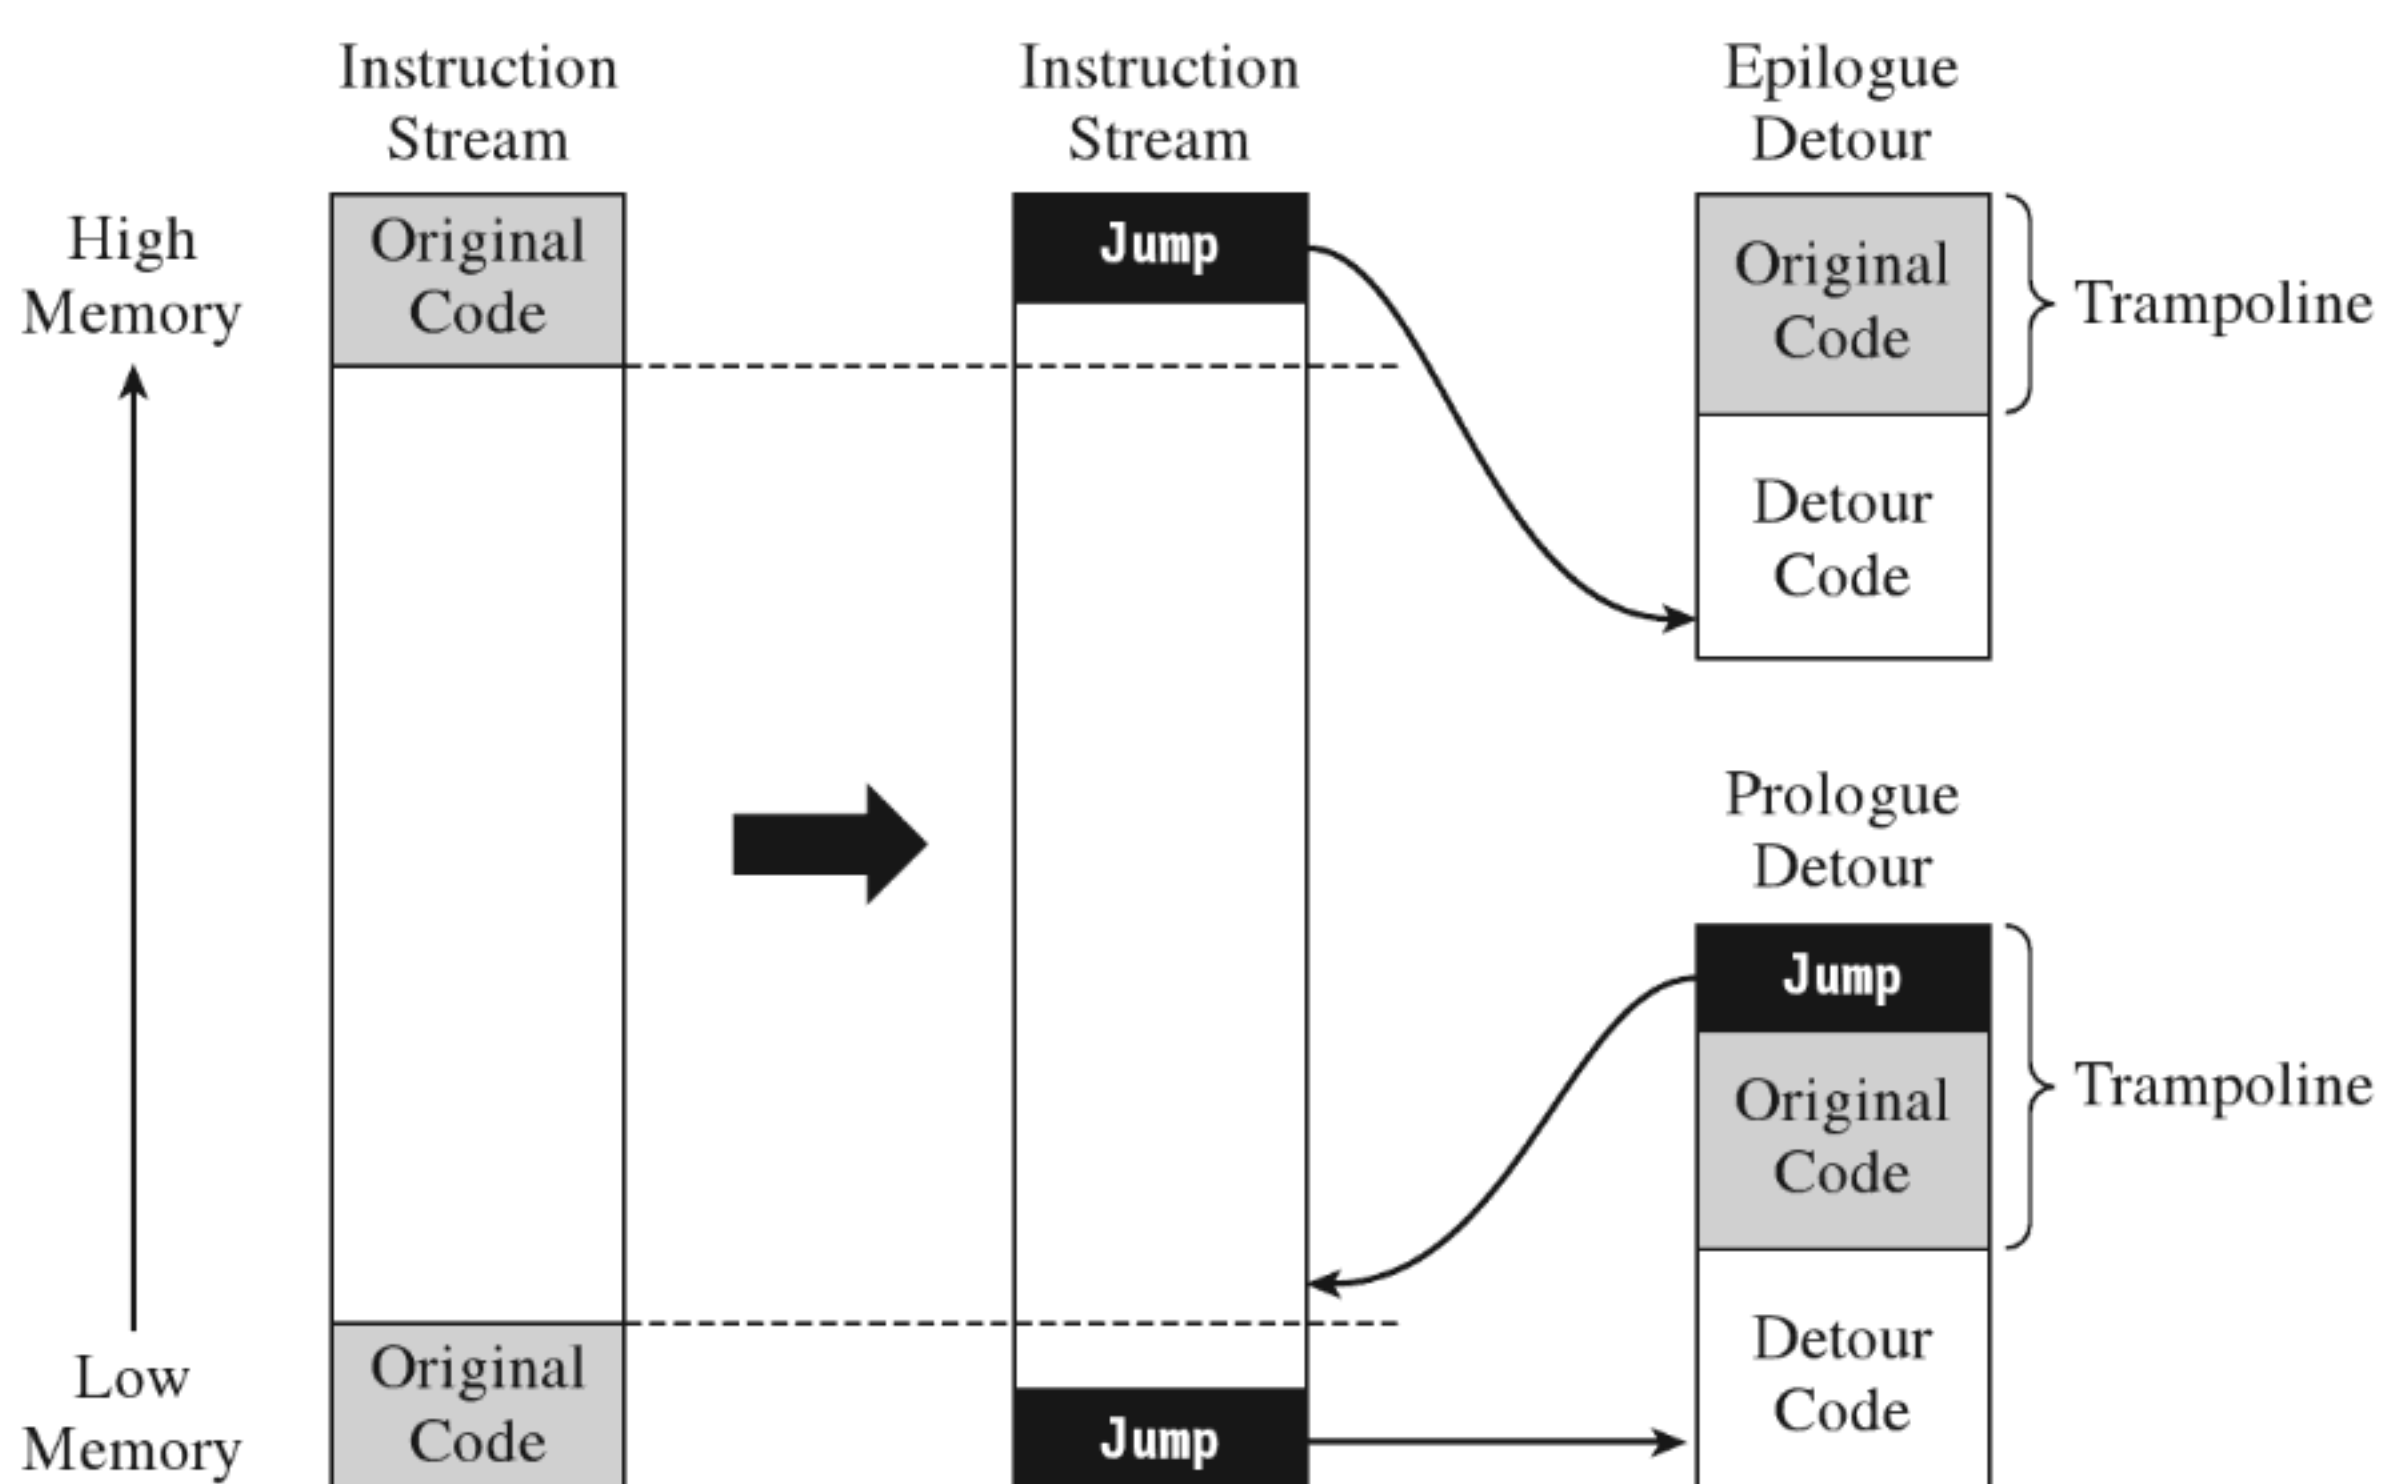 Instruction
Stream
Instruction
Stream
Epilogue
Detour
High
Memory
Original
Code
Jump
Original
Code
Trampoline
Detour
Code
Prologue
Detour
Jump
Original
Code
Trampoline
Low
Memory
Original
Code
Jump
Detour
Code